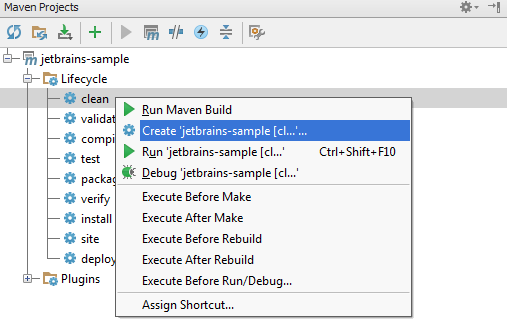 Maven Projects
jetbrains-sample
Lifecycle
clean
validat
compi
test
packag
verify
install
site
deploy
Plugins
Run Maven Build
Create 'jetbrains-sample [cl...'...
Run 'jetbrains-sample [cl...' Ctrl+Shift+F10
Debug 'jetbrains-sample [cl...'
Execute Before Make
Execute After Make
Execute Before Rebuild
Execute After Rebuild
Execute Before Run/Debug...
Assign Shortcut...